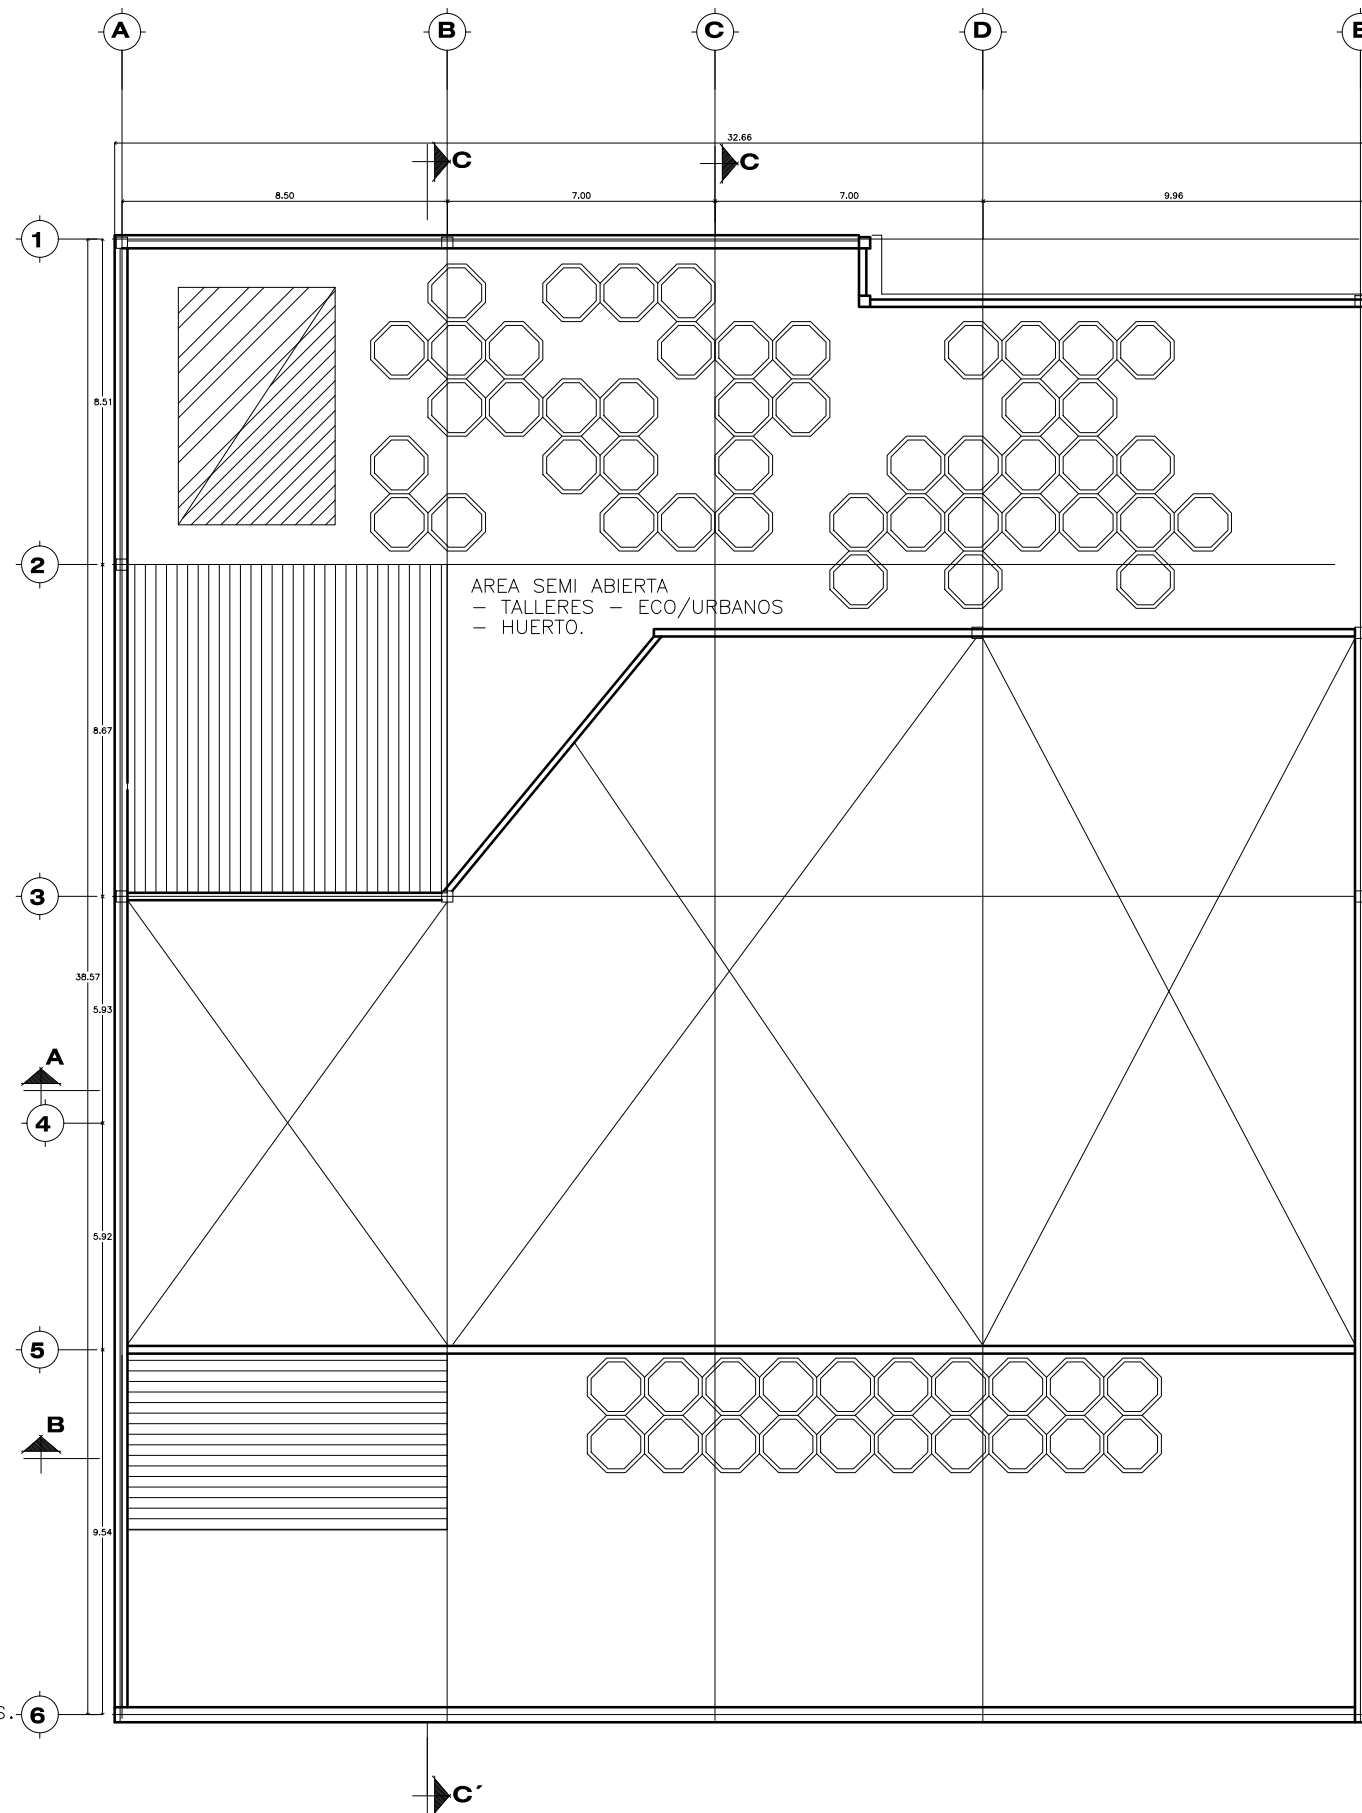 A B C D E
32.66
C C
8.50 7.00 7.00 9.96
1
8.51
2
AREA SEMI ABIERTA
– TALLERES – ECO/URBANOS
– HUERTO.
8.67
3
38.57
5.93
A
4
5.92
5
B
9.54
S.
6
C´